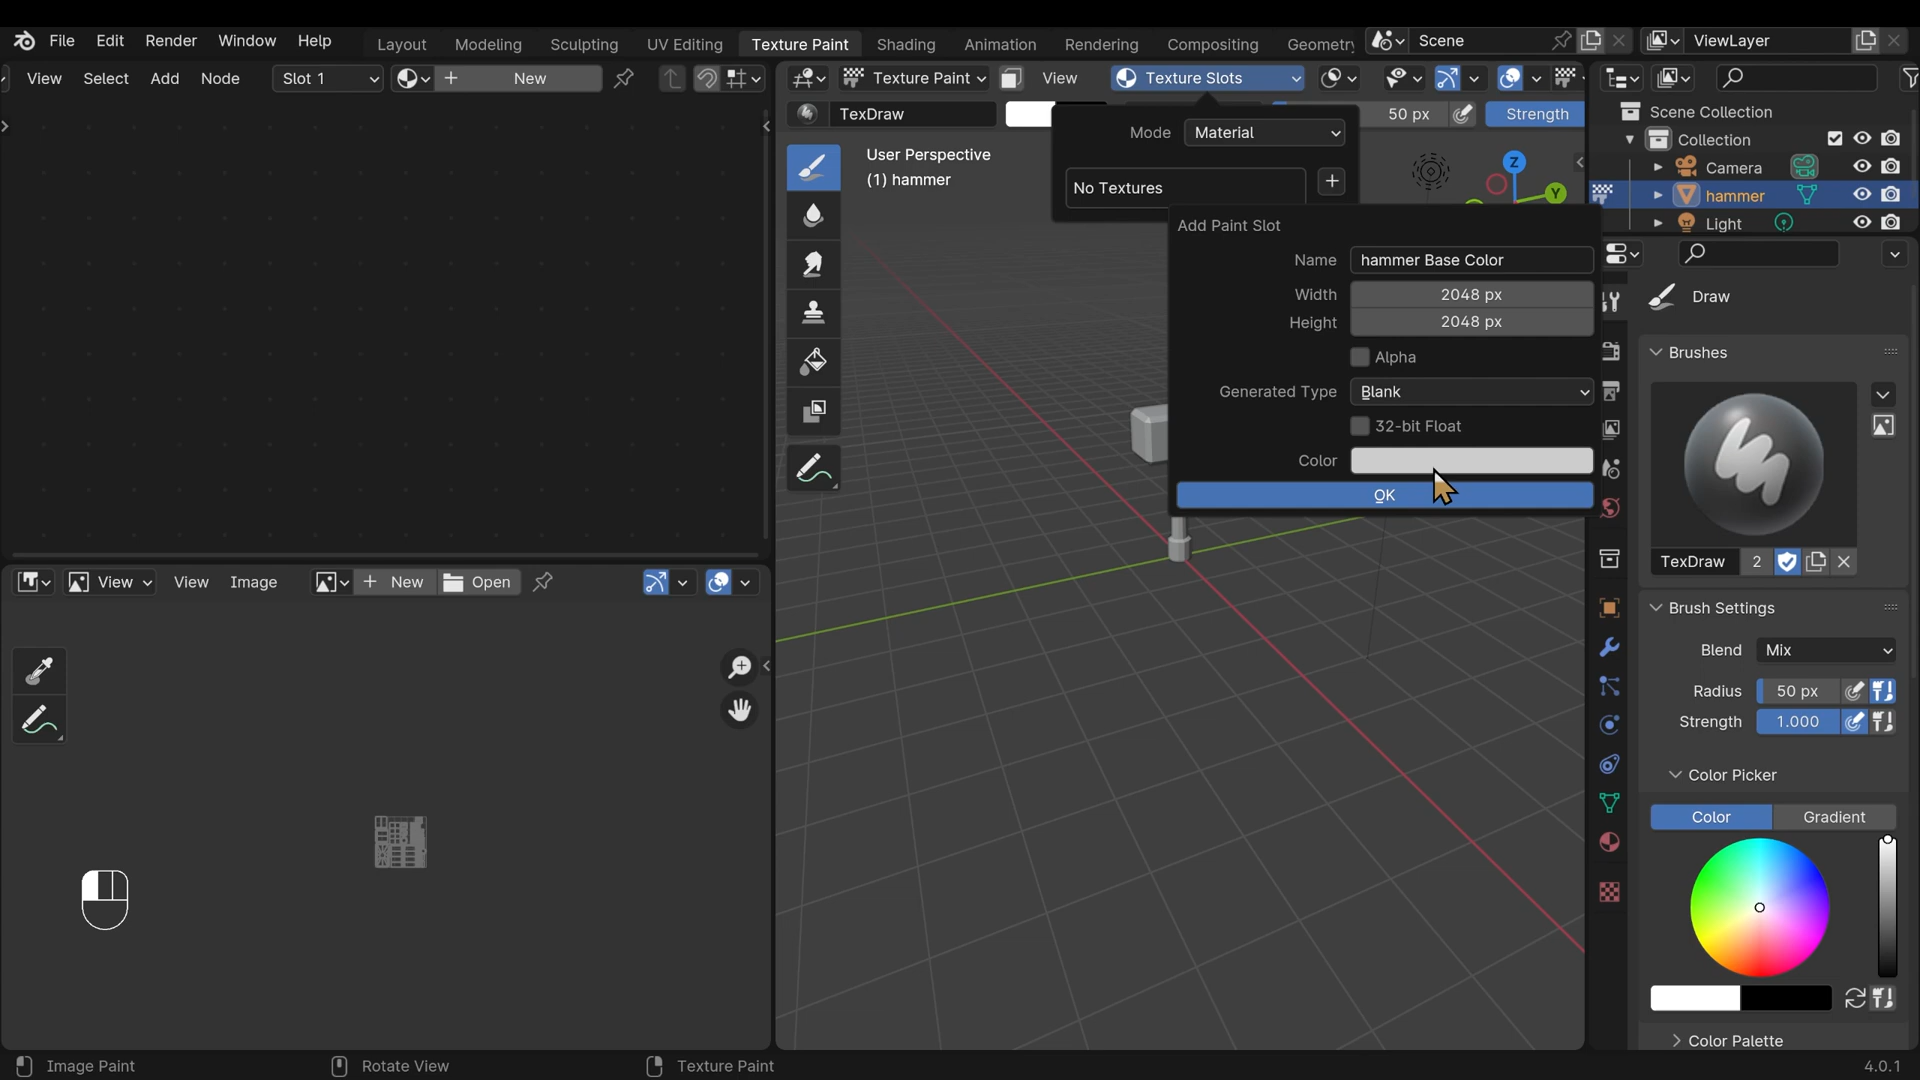 File Edit Render Window Help Layout Modeling Sculpting UV Editing Texture Paint Shading Animation Rendering Compositing Geometry Scene ViewLayer
View Select Add Node Slot 1 New Texture Paint View Texture Slots
TexDraw 50 px Strength
Scene Collection
Collection
Camera
hammer
Light
User Perspective
(1) hammer
Mode Material
No Textures
Add Paint Slot
Name hammer Base Color
Width 2048 px
Height 2048 px
Alpha
Generated Type Blank
32-bit Float
Color
OK
Z
Y
Draw
Brushes
TexDraw 2
Brush Settings
Blend Mix
Radius 50 px
Strength 1.000
Color Picker
Color Gradient
Color Palette
View View Image New Open
Image Paint Rotate View Texture Paint 4.0.1